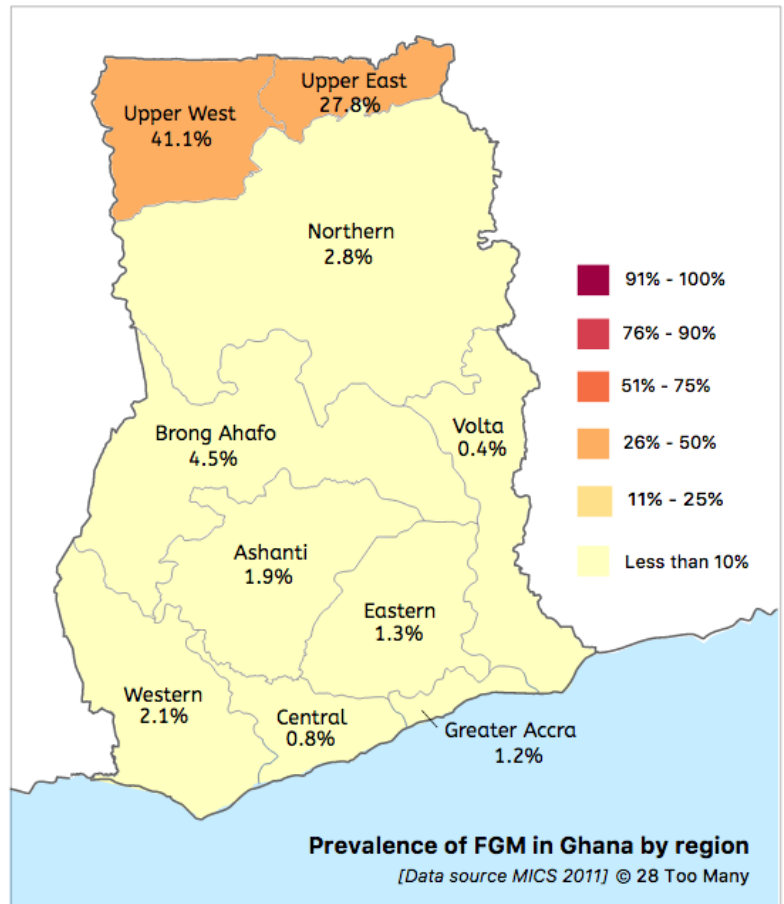 Upper East
27.8%
Upper West
41.1%
Northern
2.8%
91% - 100%
76% - 90%
51% - 75%
26% - 50%
11% - 25%
Less than 10%
Volta
0.4%
Brong Ahafo
4.5%
Ashanti
1.9%
Eastern
1.3%
Western
2.1%
Central
0.8%
Greater Accra
1.2%
Prevalence of FGM in Ghana by region
[Data source MICS 2011] © 28 Too Many